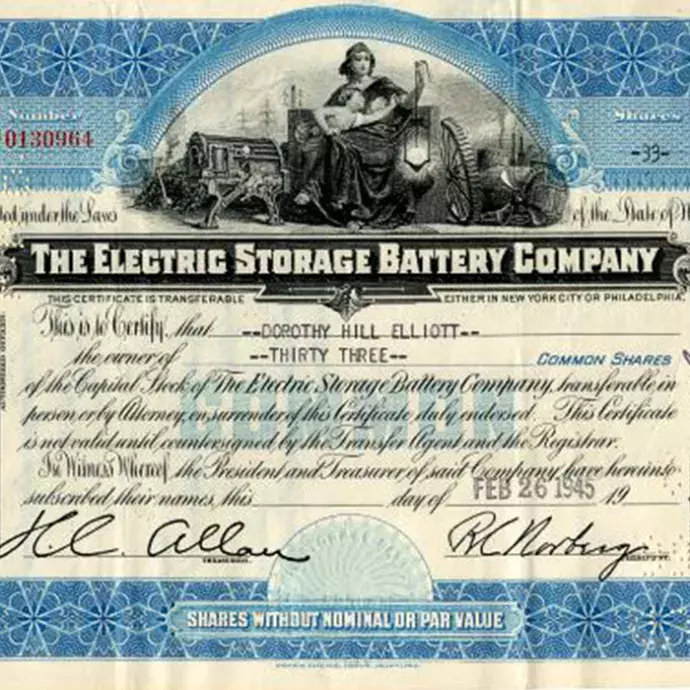 Number
Shares
0130964
-33-
under the Laws
of the State of
THE ELECTRIC STORAGE BATTERY COMPANY
THIS CERTIFICATE IS TRANSFERABLE
EITHER IN NEW YORK CITY OR PHILADELPHIA.
This is to Certify that --DOROTHY HILL ELLIOTT--
the owner of --THIRTY THREE-- COMMON SHARES
of the Capital Stock of The Electric Storage Battery Company, transferable in
person or by Attorney, on surrender of this Certificate duly endorsed. This Certificate
is not valid until countersigned by the Transfer Agent and the Registrar.
In Witness Whereof, the President and Treasurer of said Company have hereunto
subscribed their names, this day of FEB 26 1945 19
H.C. Allan
R C Norberg
TREASURER.
COMMON
SHARES WITHOUT NOMINAL OR PAR VALUE